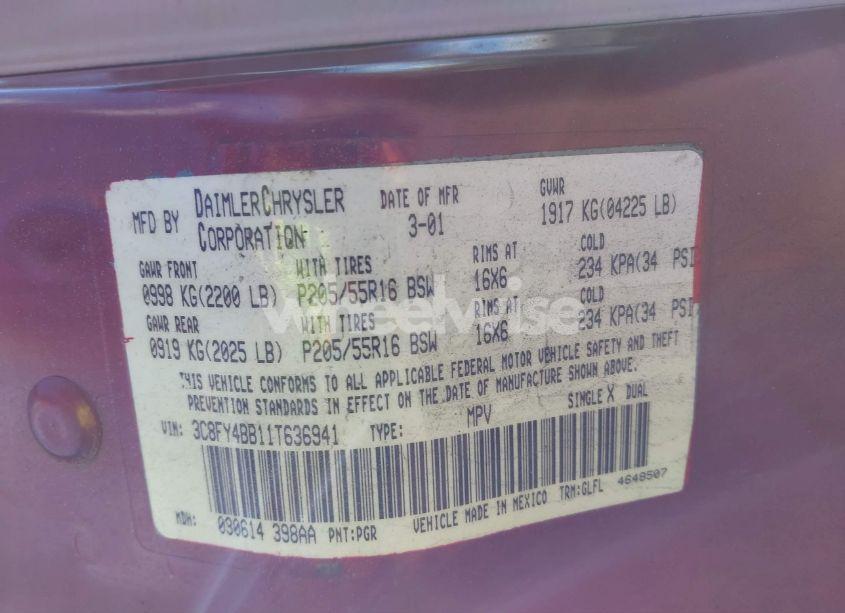 MFD BY DAIMLERCHRYSLER CORPORATION DATE OF MFR 3-01 GVWR 1917 KG(04225 LB)
GAWR FRONT WITH TIRES RIMS AT COLD
0998 KG(2200 LB) P205/55R16 BSW 16X6 234 KPA(34 PSI
GAWR REAR WITH TIRES RIMS AT COLD
0919 KG(2025 LB) P205/55R16 BSW 16X6 234 KPA(34 PSI
THIS VEHICLE CONFORMS TO ALL APPLICABLE FEDERAL MOTOR VEHICLE SAFETY AND THEFT
PREVENTION STANDARDS IN EFFECT ON THE DATE OF MANUFACTURE SHOWN ABOVE.
VIN: 3C8FY4BB11T636941 TYPE: MPV SINGLE X DUAL
MDH: 030614 398AA PNT:PGR VEHICLE MADE IN MEXICO TRM:GLFL 4648507
wheelwise